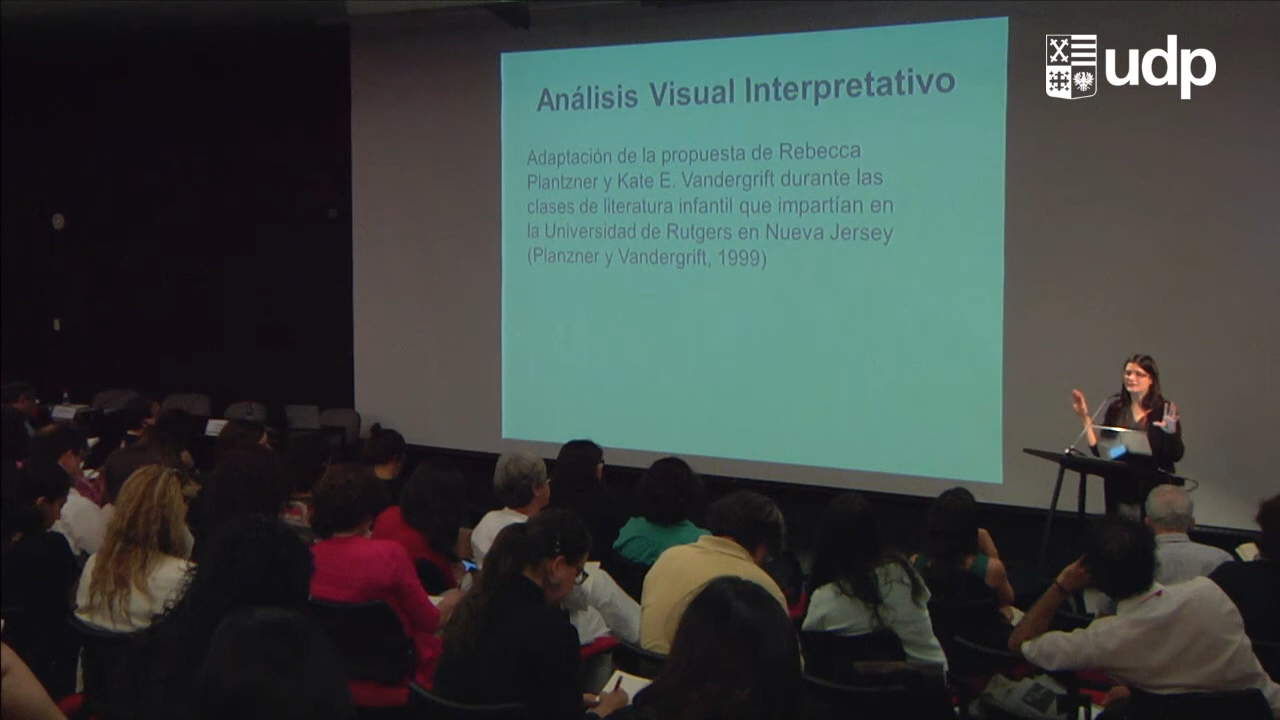 Análisis Visual Interpretativo
Adaptación de la propuesta de Rebecca
Plantzner y Kate E. Vandergrift durante las
clases de literatura infantil que impartían en
la Universidad de Rutgers en Nueva Jersey
(Planzner y Vandergrift, 1999)
udp